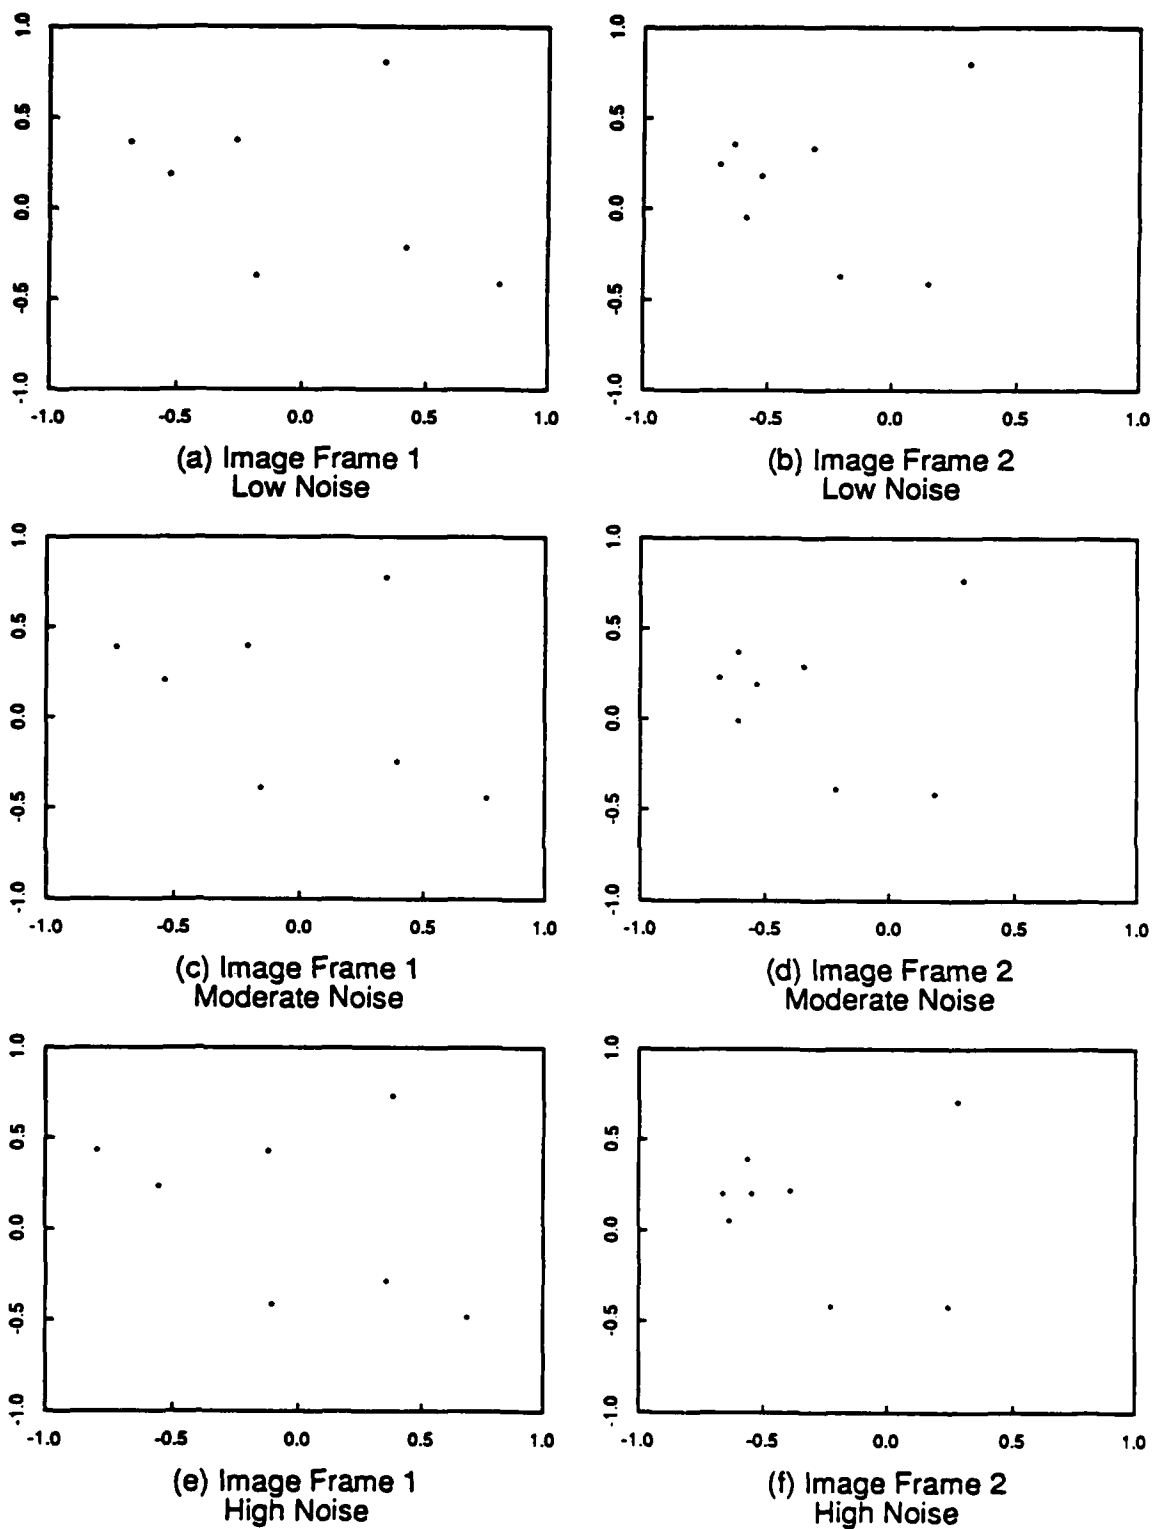 1.0
0.5
0.0
-0.5
-1.0
-1.0 -0.5 0.0 0.5 1.0
(a) Image Frame 1
Low Noise
1.0
0.5
0.0
-0.5
-1.0
-1.0 -0.5 0.0 0.5 1.0
(b) Image Frame 2
Low Noise
1.0
0.5
0.0
-0.5
-1.0
-1.0 -0.5 0.0 0.5 1.0
(c) Image Frame 1
Moderate Noise
1.0
0.5
0.0
-0.5
-1.0
-1.0 -0.5 0.0 0.5 1.0
(d) Image Frame 2
Moderate Noise
1.0
0.5
0.0
-0.5
-1.0
-1.0 -0.5 0.0 0.5 1.0
(e) Image Frame 1
High Noise
1.0
0.5
0.0
-0.5
-1.0
-1.0 -0.5 0.0 0.5 1.0
(f) Image Frame 2
High Noise